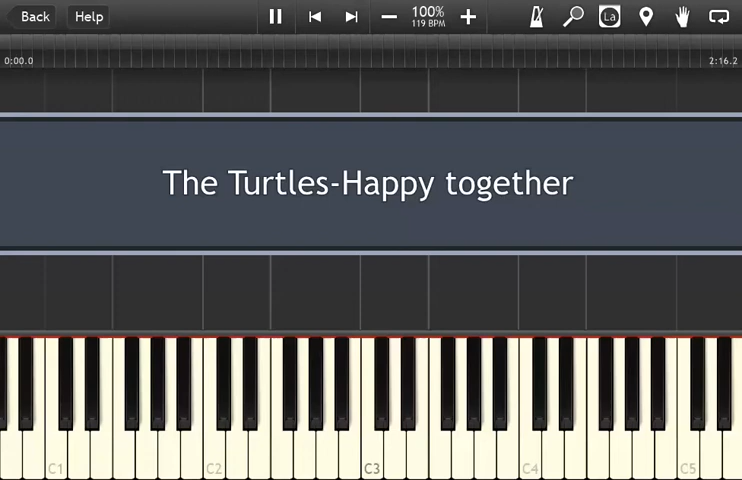 Back Help 100% La
119 BPM
0:00.0 2:16.2
The Turtles-Happy together
C1 C2 C3 C4 C5